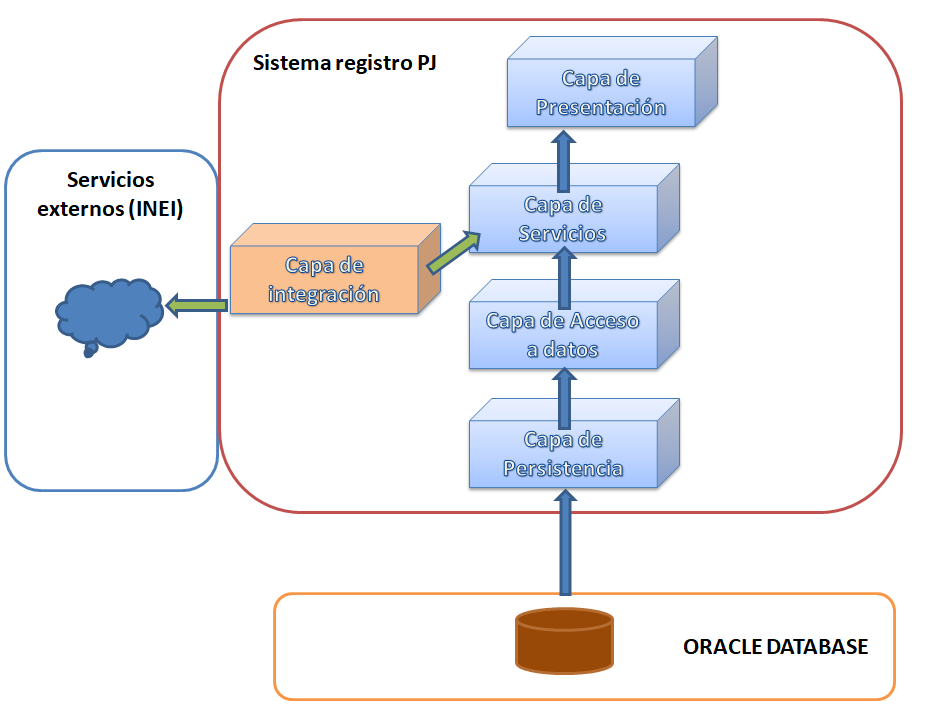 Sistema registro PJ
Capa de
Presentación
Servicios
externos (INEI)
Capa de
Servicios
Capa de
integración
Capa de Acceso
a datos
Capa de
Persistencia
ORACLE DATABASE